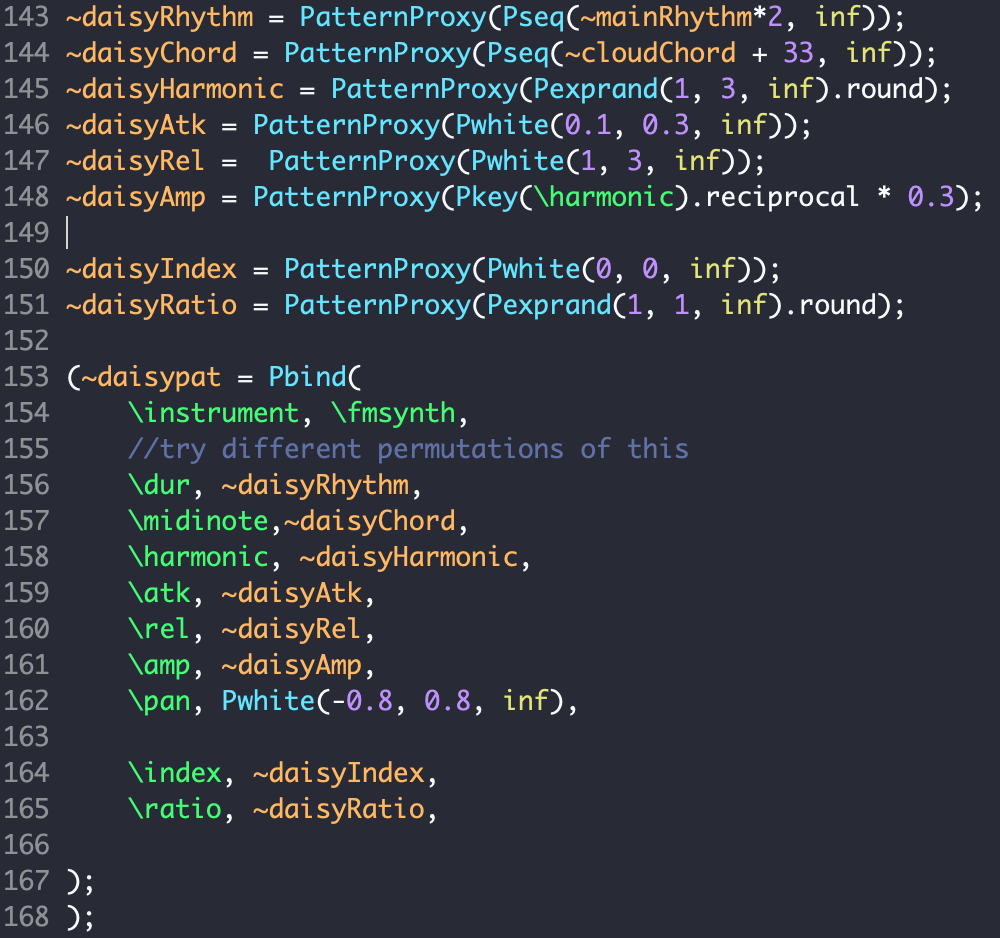 143 ~daisyRhythm = PatternProxy(Pseq(~mainRhythm*2, inf));
144 ~daisyChord = PatternProxy(Pseq(~cloudChord + 33, inf));
145 ~daisyHarmonic = PatternProxy(Pexprand(1, 3, inf).round);
146 ~daisyAtk = PatternProxy(Pwhite(0.1, 0.3, inf));
147 ~daisyRel =  PatternProxy(Pwhite(1, 3, inf));
148 ~daisyAmp = PatternProxy(Pkey(\harmonic).reciprocal * 0.3);
149
150 ~daisyIndex = PatternProxy(Pwhite(0, 0, inf));
151 ~daisyRatio = PatternProxy(Pexprand(1, 1, inf).round);
152
153 (~daisypat = Pbind(
154     \instrument, \fmsynth,
155     //try different permutations of this
156     \dur, ~daisyRhythm,
157     \midinote,~daisyChord,
158     \harmonic, ~daisyHarmonic,
159     \atk, ~daisyAtk,
160     \rel, ~daisyRel,
161     \amp, ~daisyAmp,
162     \pan, Pwhite(-0.8, 0.8, inf),
163
164     \index, ~daisyIndex,
165     \ratio, ~daisyRatio,
166
167 );
168 );